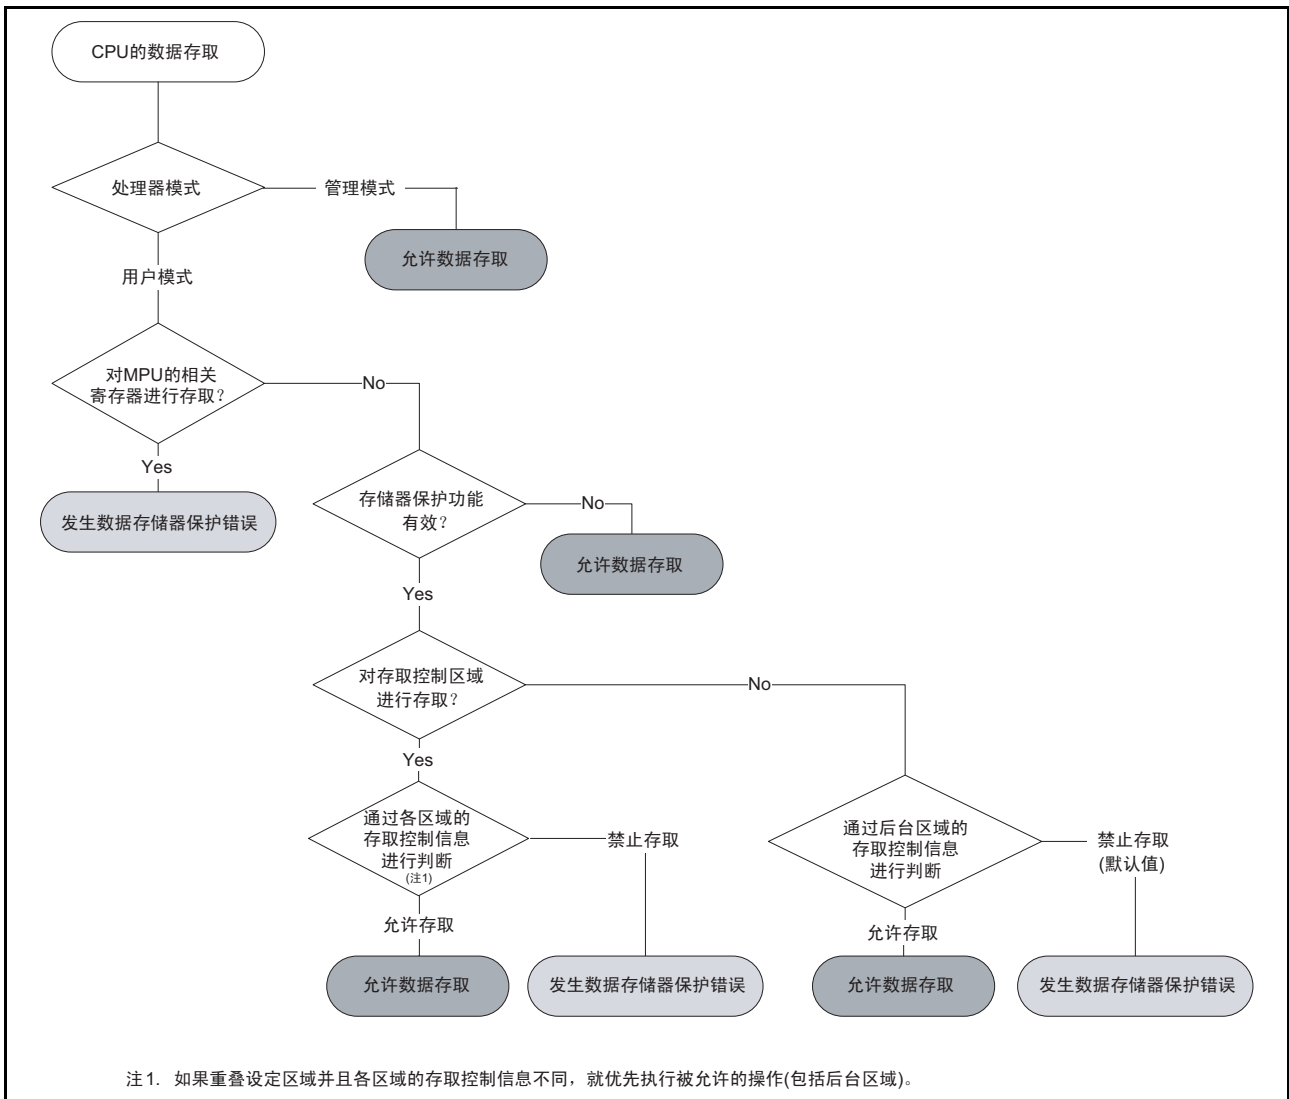 CPU的数据存取
处理器模式
管理模式
允许数据存取
用户模式
对MPU的相关
寄存器进行存取？
No
Yes
发生数据存储器保护错误
存储器保护功能
有效？
No
允许数据存取
Yes
对存取控制区域
进行存取？
No
Yes
通过各区域的
存取控制信息
进行判断
(注1)
禁止存取
允许存取
允许数据存取
发生数据存储器保护错误
通过后台区域的
存取控制信息
进行判断
禁止存取
(默认值)
允许存取
允许数据存取
发生数据存储器保护错误
注1. 如果重叠设定区域并且各区域的存取控制信息不同，就优先执行被允许的操作(包括后台区域)。